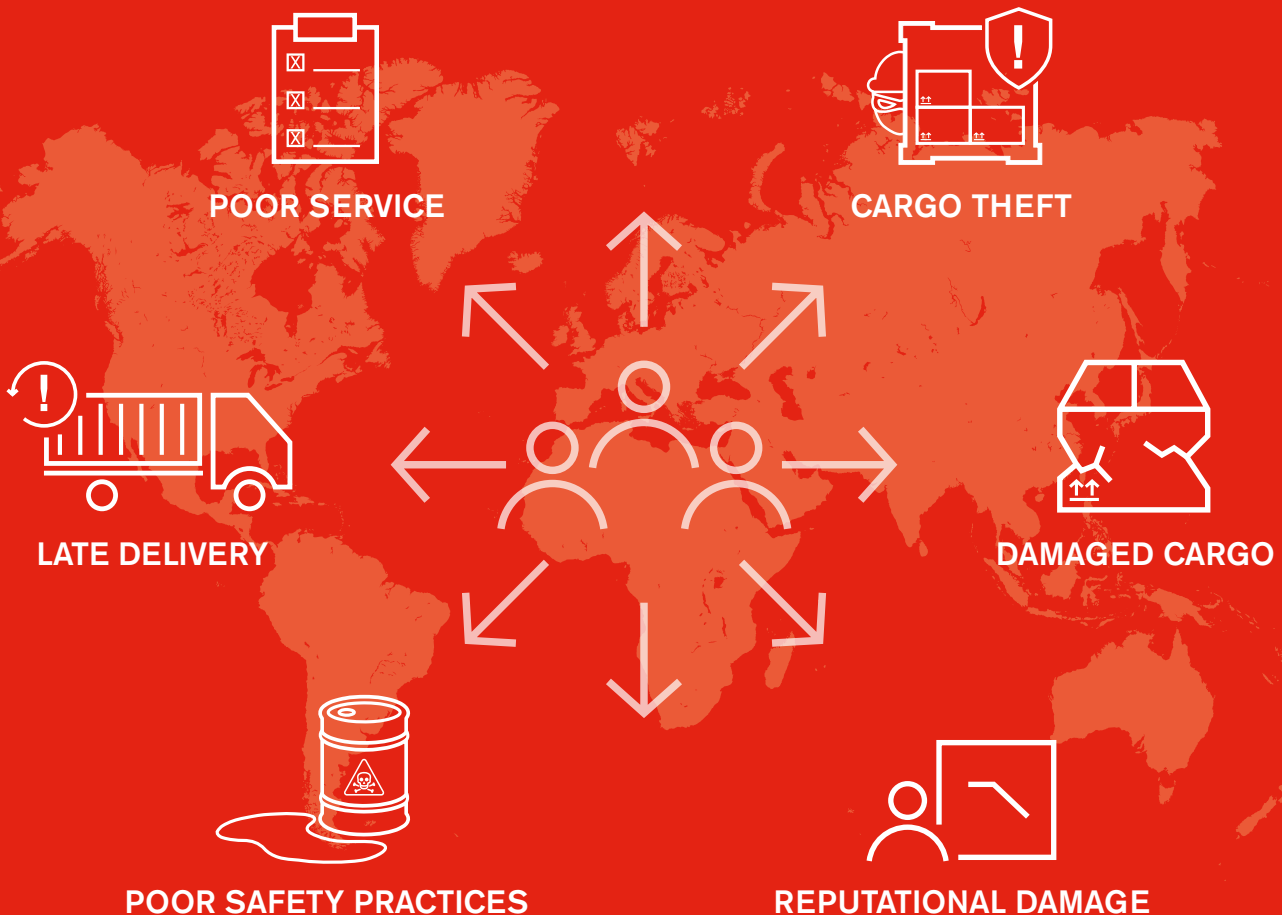 POOR SERVICE
CARGO THEFT
LATE DELIVERY
DAMAGED CARGO
POOR SAFETY PRACTICES
REPUTATIONAL DAMAGE